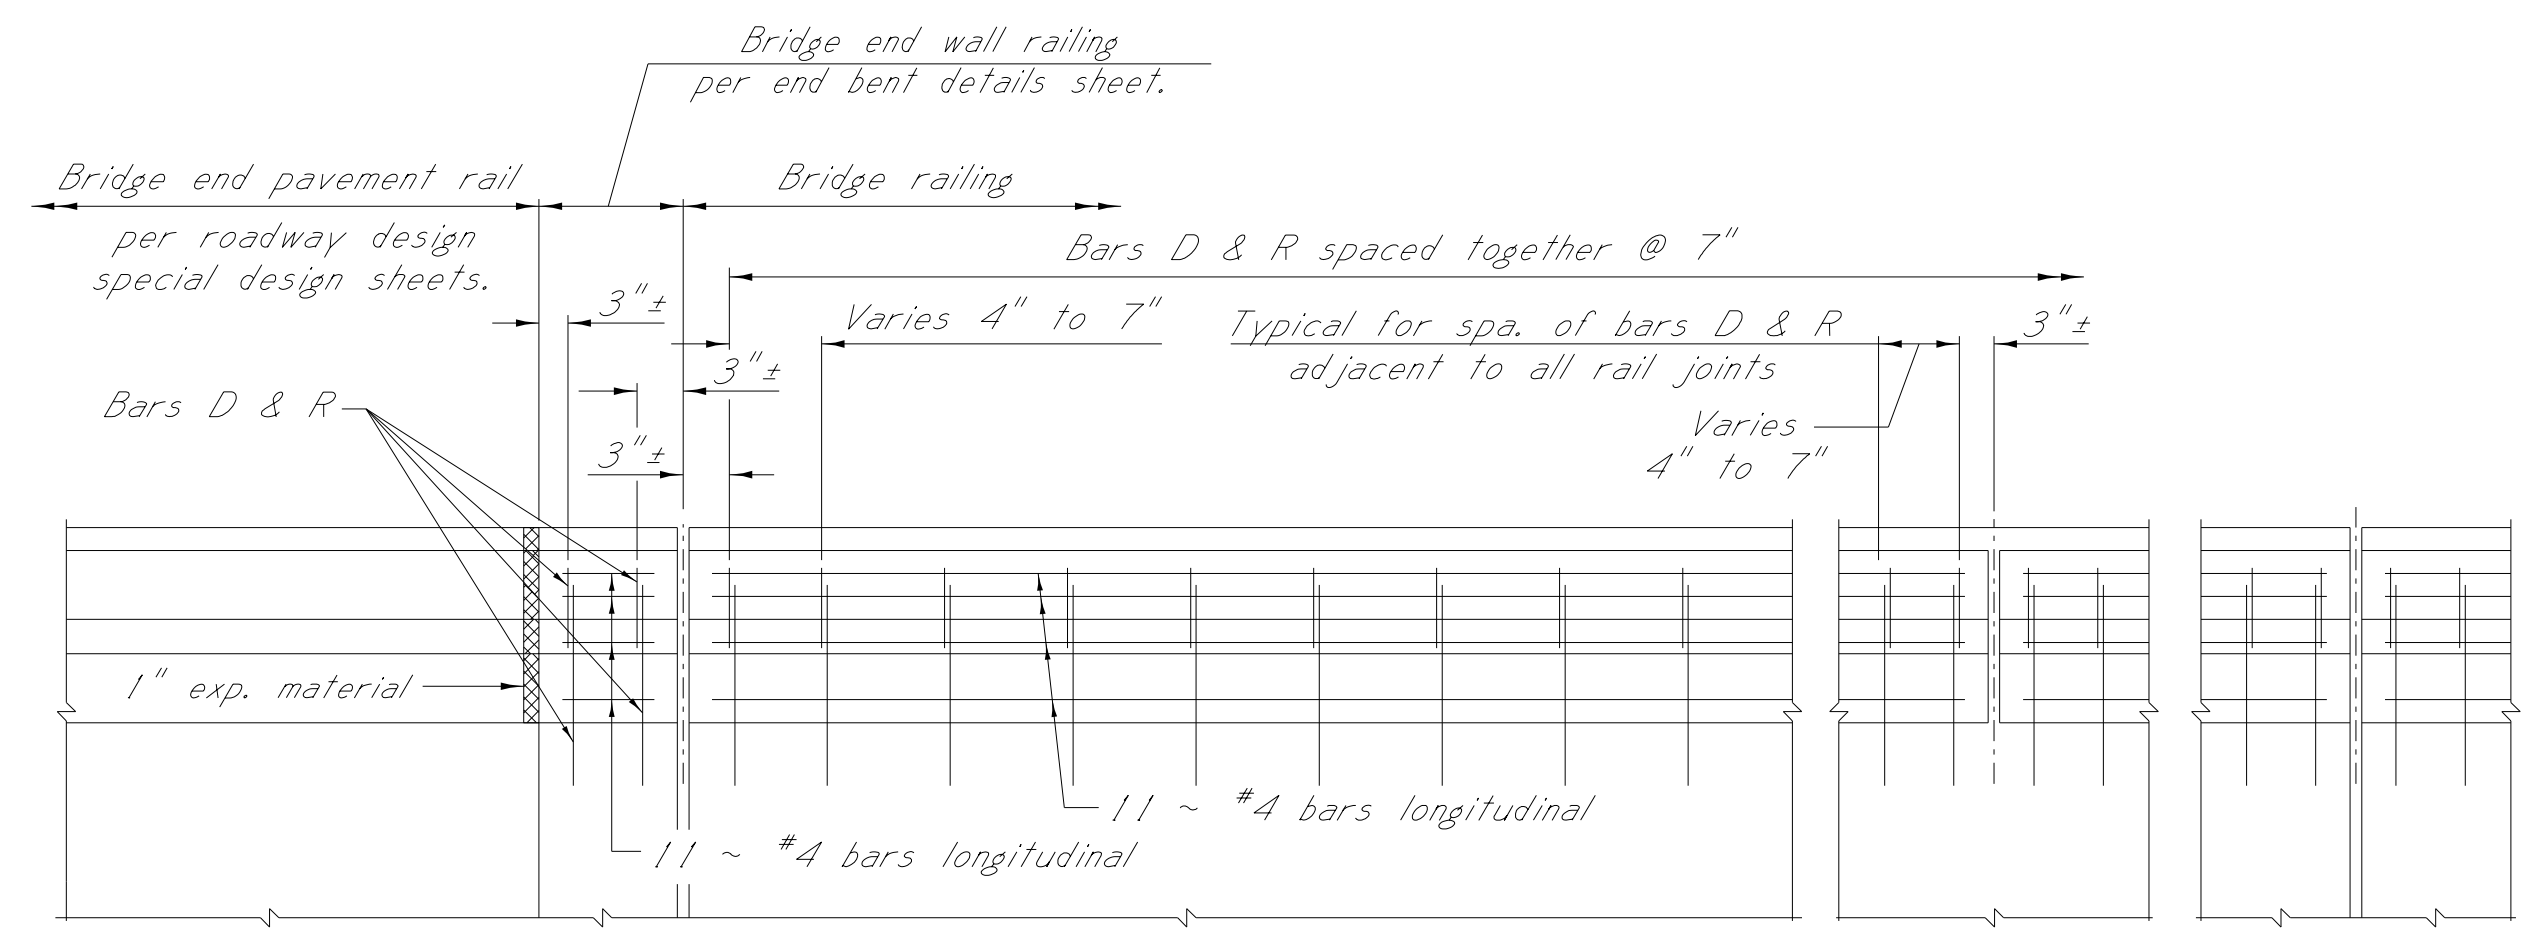 Bridge end wall railing
per end bent details sheet.
Bridge end pavement rail
per roadway design
special design sheets.
Bridge railing
Bars D & R spaced together @ 7"
3"±
Varies 4" to 7"
Typical for spa. of bars D & R
adjacent to all rail joints
3"±
3"±
Bars D & R
3"±
Varies
4" to 7"
1" exp. material
11 ~ #4 bars longitudinal
11 ~ #4 bars longitudinal